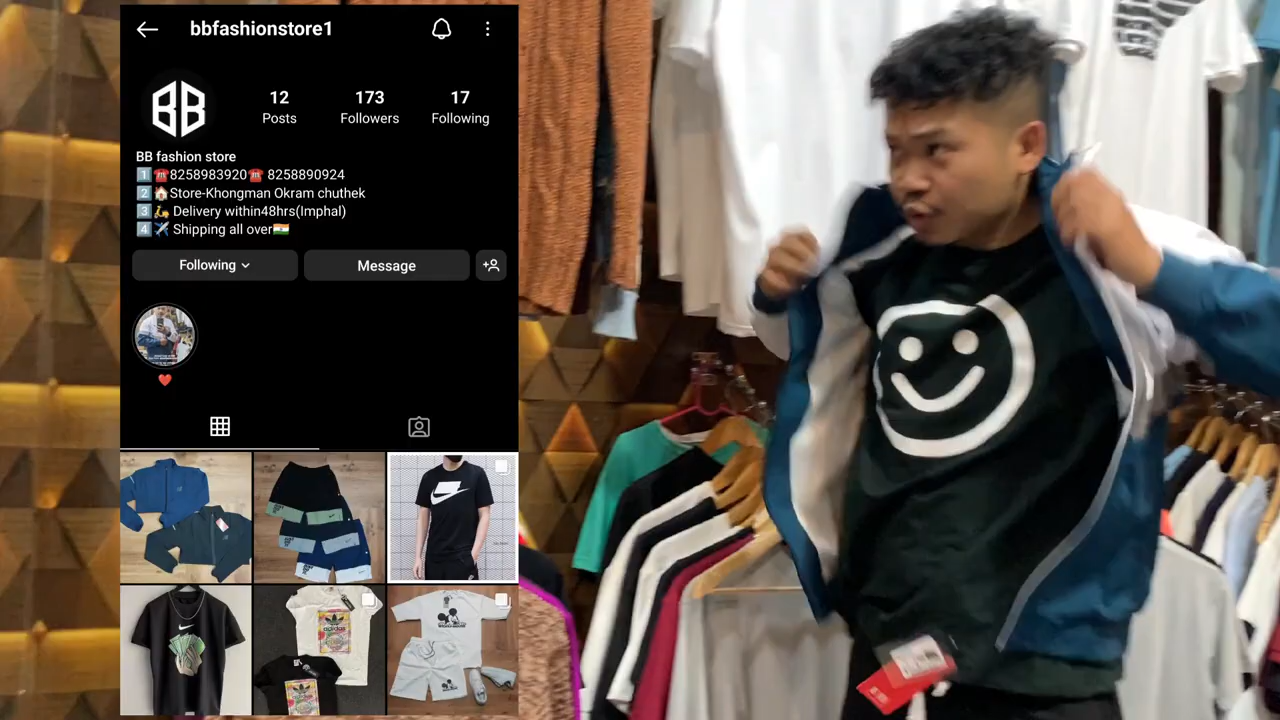 bbfashionstore1
BB
12
Posts
173
Followers
17
Following
BB fashion store
1️⃣☎️8258983920☎️ 8258890924
2️⃣🏠Store-Khongman Okram chuthek
3️⃣🛵 Delivery within48hrs(Imphal)
4️⃣✈️ Shipping all over🇮🇳
Following
Message
❤️
adidas